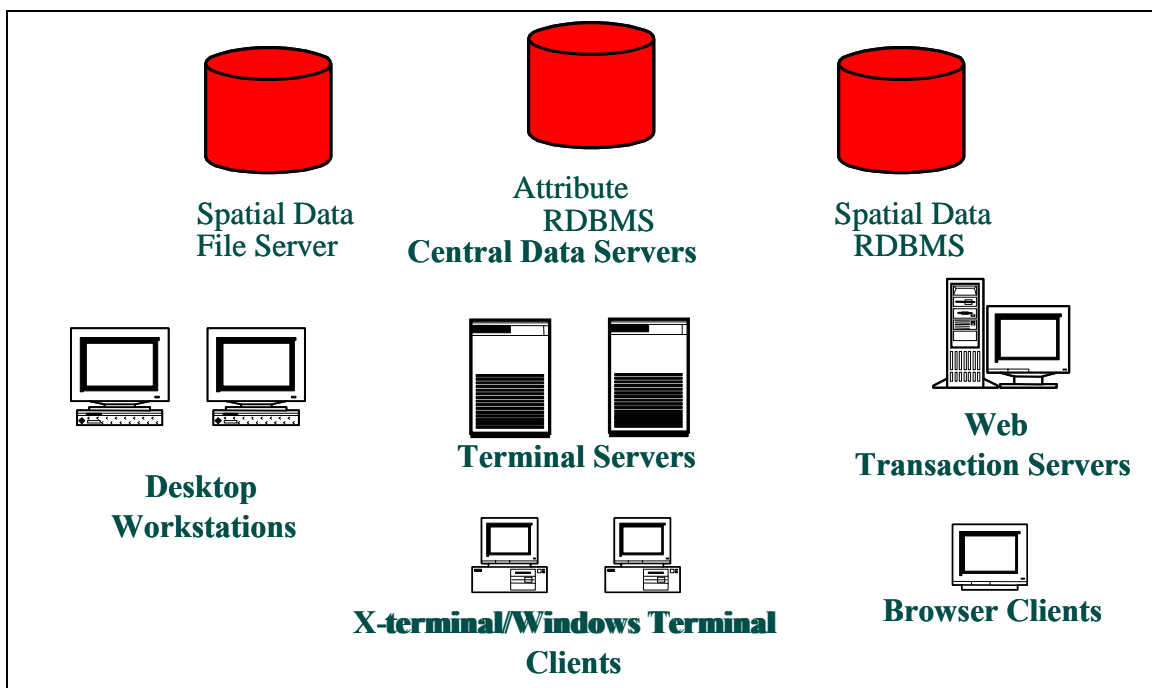 Spatial Data
File Server
Attribute
RDBMS
Central Data Servers
Spatial Data
RDBMS
Desktop
Workstations
Terminal Servers
Web
Transaction Servers
X-terminal/Windows Terminal
Clients
Browser Clients